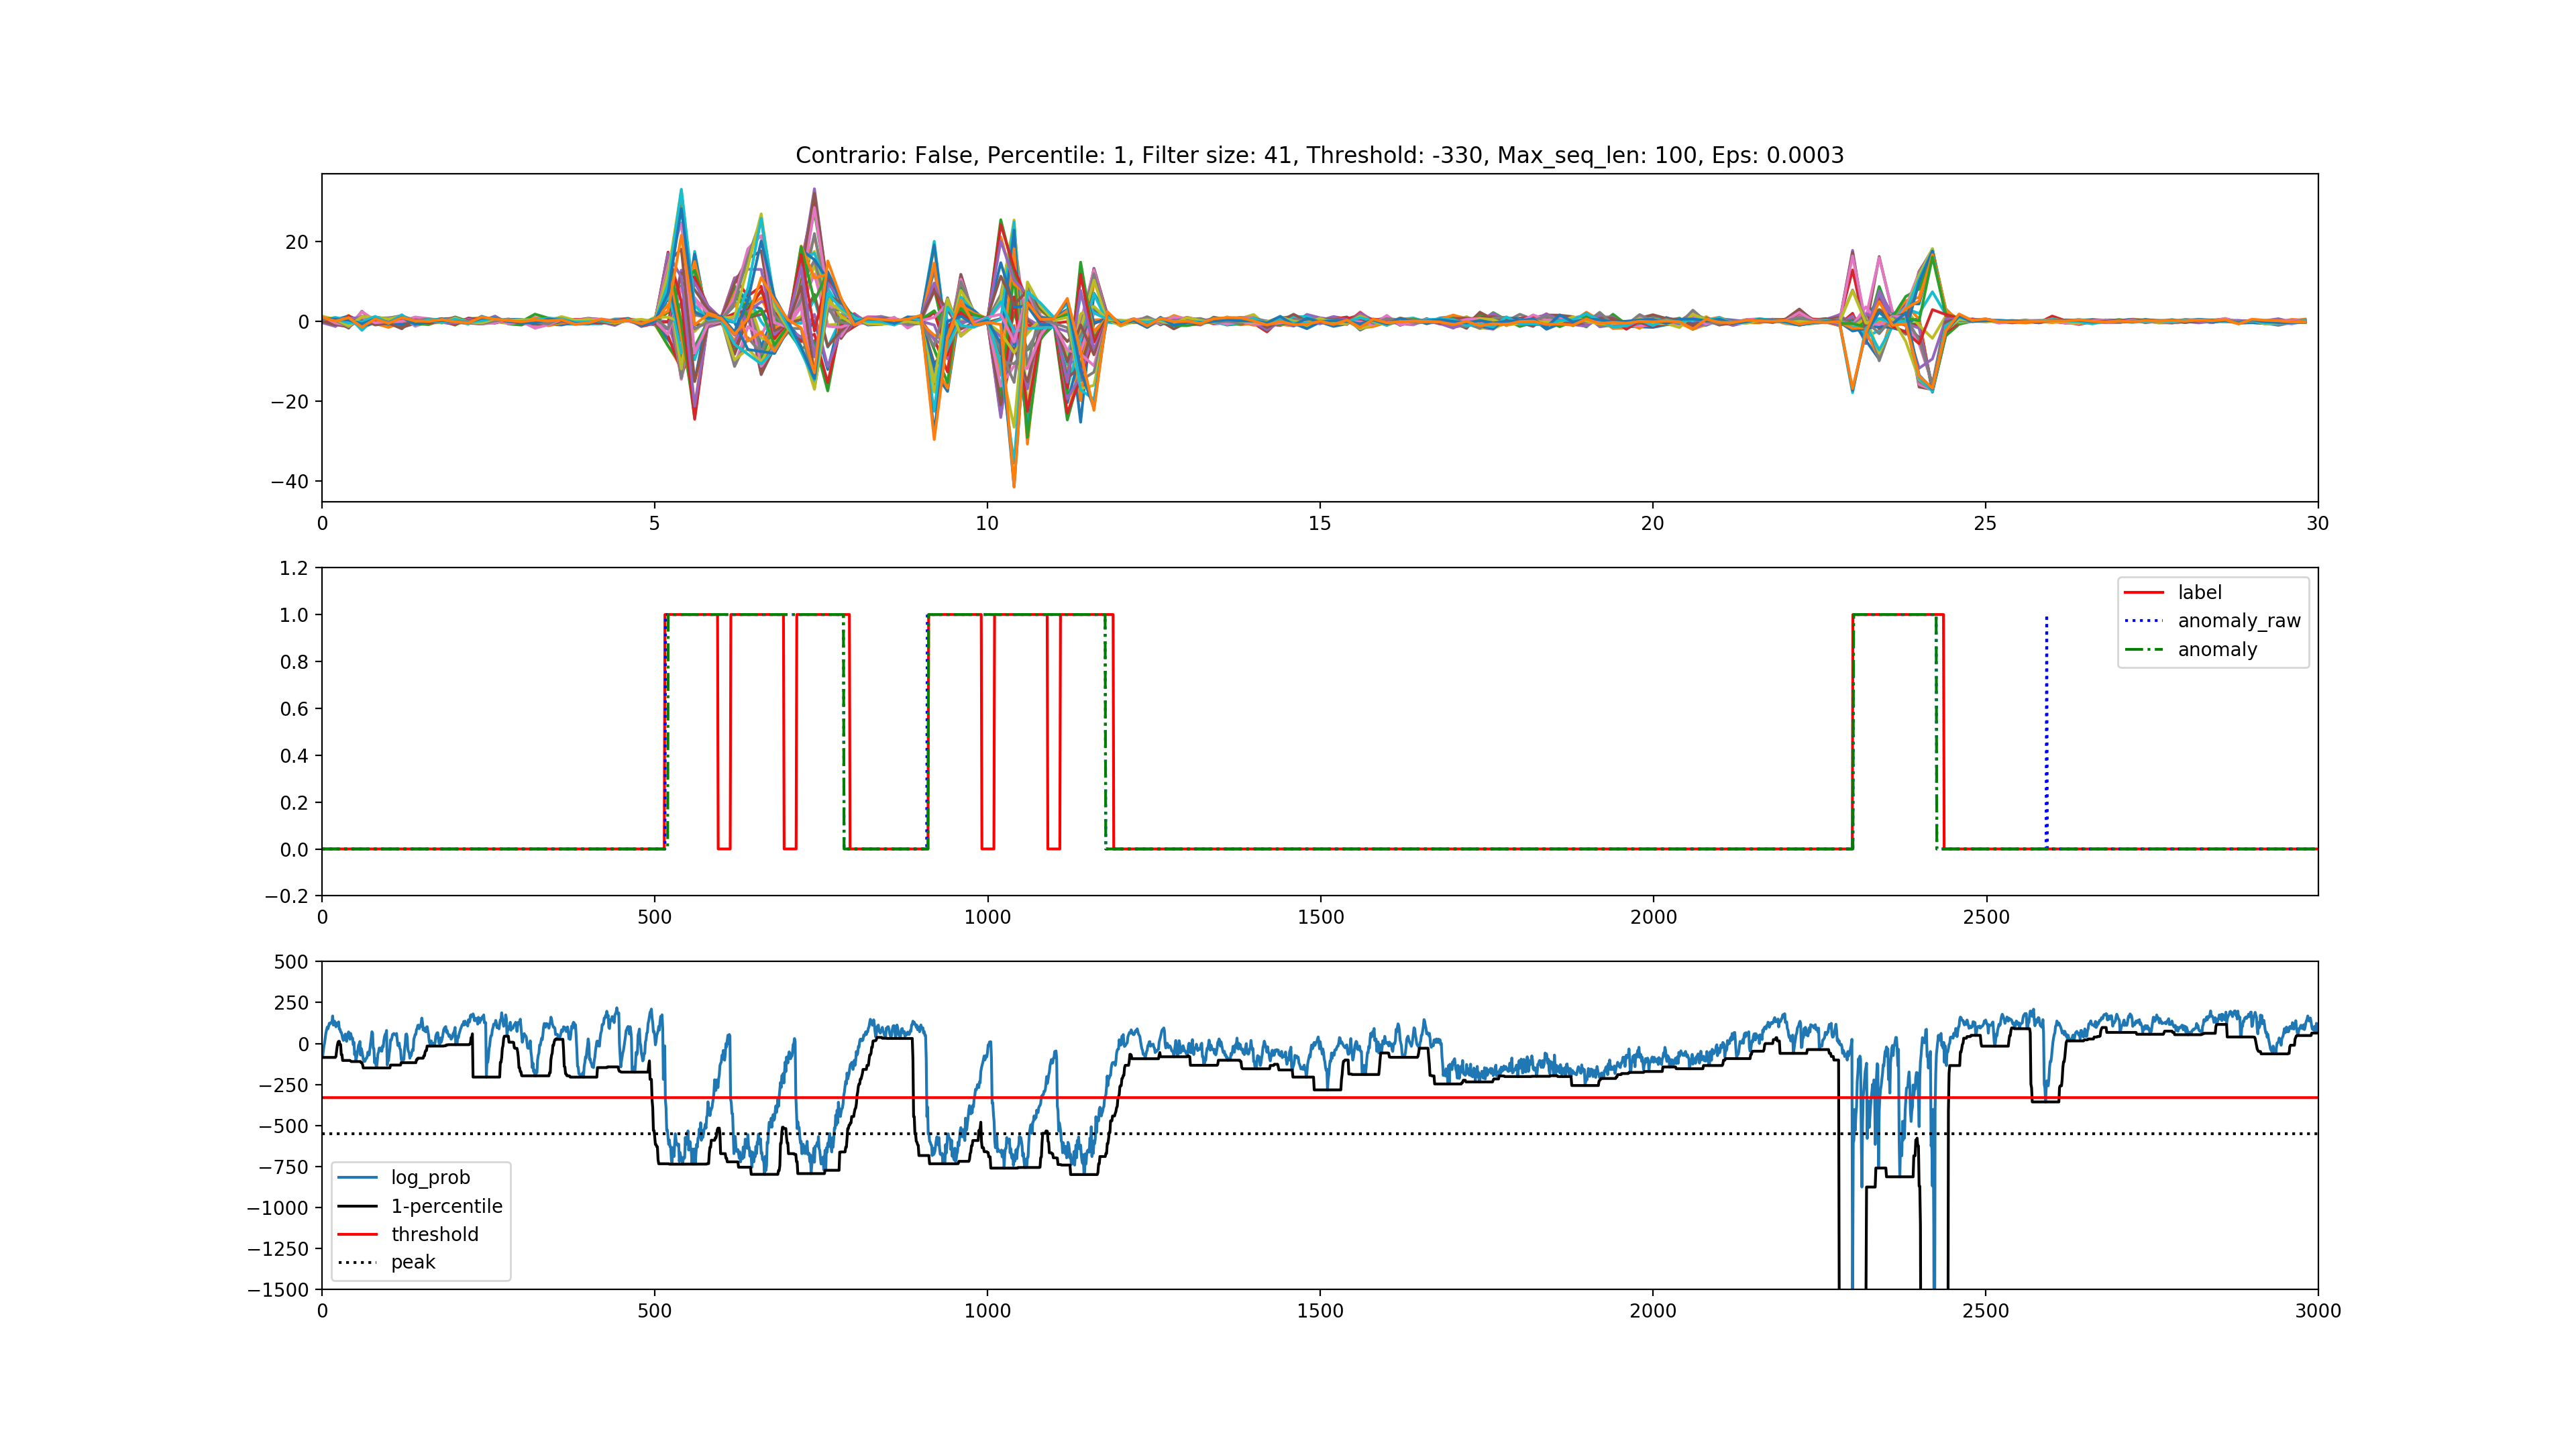 Contrario: False, Percentile: 1, Filter size: 41, Threshold: -330, Max_seq_len: 100, Eps: 0.0003
20
0
−20
−40
0 5 10 15 20 25 30
1.2
1.0
0.8
0.6
0.4
0.2
0.0
−0.2
label
anomaly_raw
anomaly
0 500 1000 1500 2000 2500
500
250
0
−250
−500
−750
−1000
−1250
−1500
log_prob
1-percentile
threshold
peak
0 500 1000 1500 2000 2500 3000